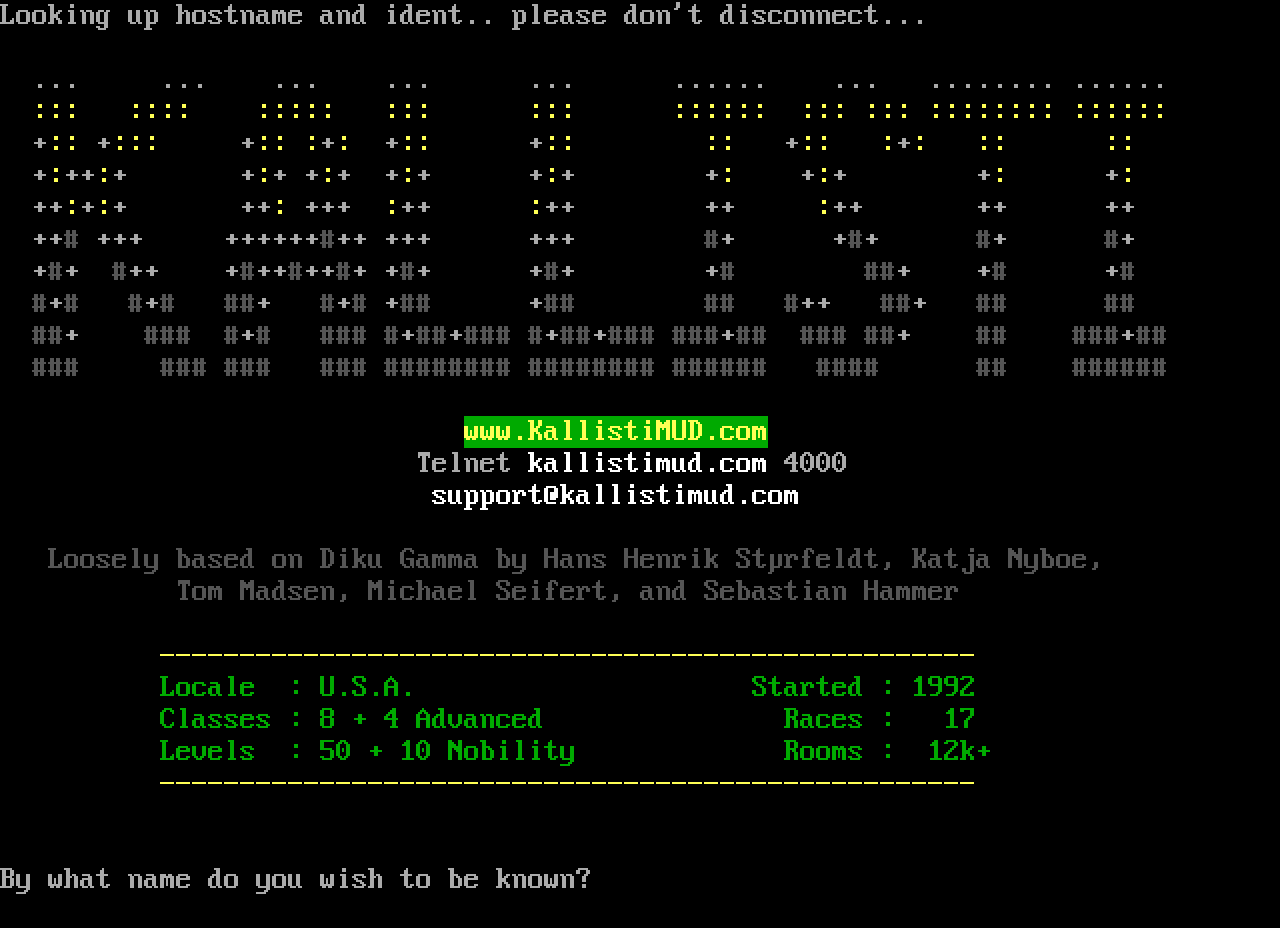 Looking up hostname and ident.. please don't disconnect...
KALLISTI
www.KallistiMUD.com
Telnet kallistimud.com 4000
support@kallistimud.com
Loosely based on Diku Gamma by Hans Henrik Stµrfeldt, Katja Nyboe,
Tom Madsen, Michael Seifert, and Sebastian Hammer
Locale : U.S.A. Started : 1992
Classes : 8 + 4 Advanced Races : 17
Levels : 50 + 10 Nobility Rooms : 12k+
By what name do you wish to be known?